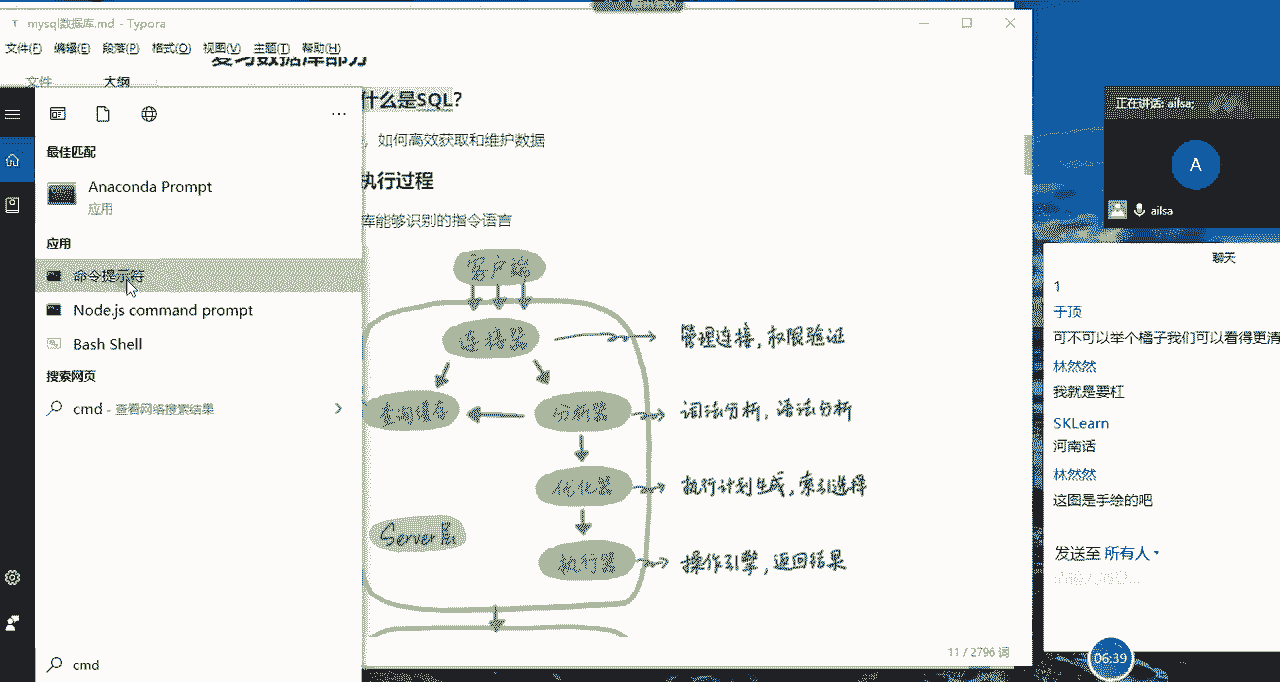 mysql数据库.md - Typora
文件(F) 编辑(E) 段落(P) 格式(O) 视图(V) 主题(T) 帮助(H)
复习数据库部分
文件 大纲
什么是SQL?
，如何高效获取和维护数据
执行过程
库能够识别的指令语言
客户端
连接器
管理连接,权限验证
查询缓存
分析器
词法分析,语法分析
优化器
执行计划生成,索引选择
Server层
执行器
操作引擎,返回结果
11 / 2796 词
最佳匹配
Anaconda Prompt
应用
应用
命令提示符
Node.js command prompt
Bash Shell
搜索网页
cmd - 查看网络搜索结果
cmd
正在讲话: ailsa;
A
ailsa
聊天
1
于顶
可不可以举个橘子我们可以看得更清
林然然
我就是要杠
SKLearn
河南话
林然然
这图是手绘的吧
发送至 所有人
06:39